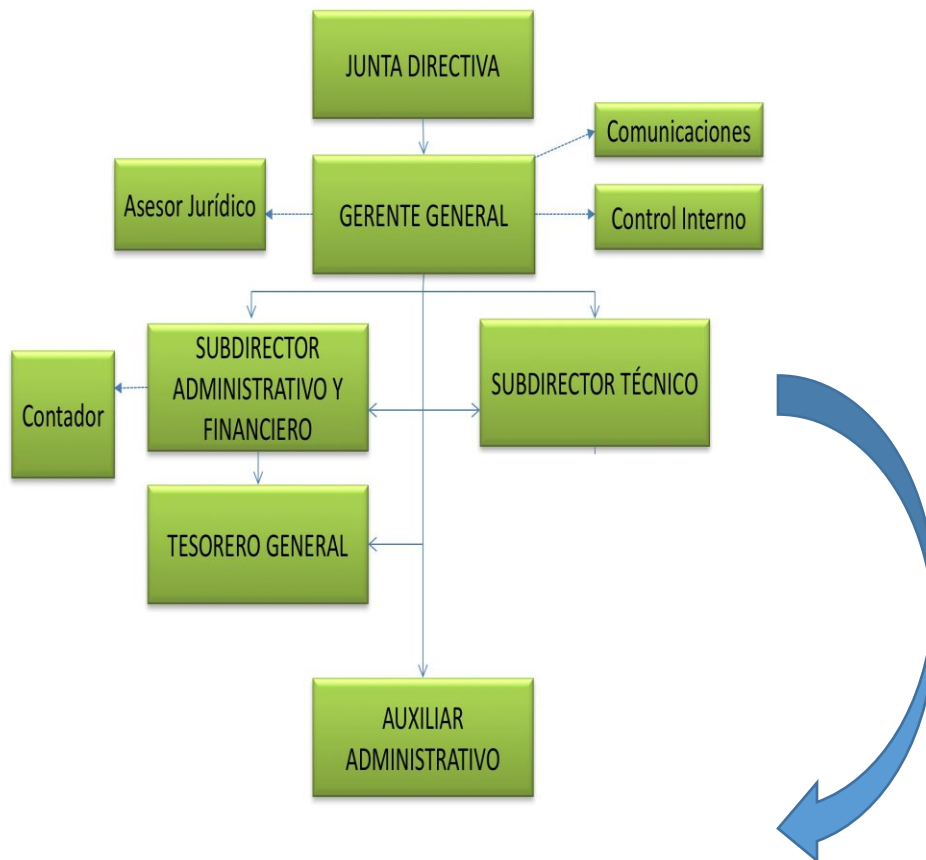 JUNTA DIRECTIVA
Comunicaciones
Asesor Jurídico
GERENTE GENERAL
Control Interno
SUBDIRECTOR
ADMINISTRATIVO Y
FINANCIERO
SUBDIRECTOR TÉCNICO
Contador
TESORERO GENERAL
AUXILIAR
ADMINISTRATIVO